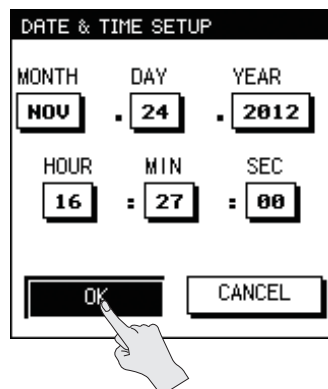 DATE & TIME SETUP
MONTH DAY YEAR
NOV . 24 . 2012
HOUR MIN SEC
16 : 27 : 00
OK CANCEL